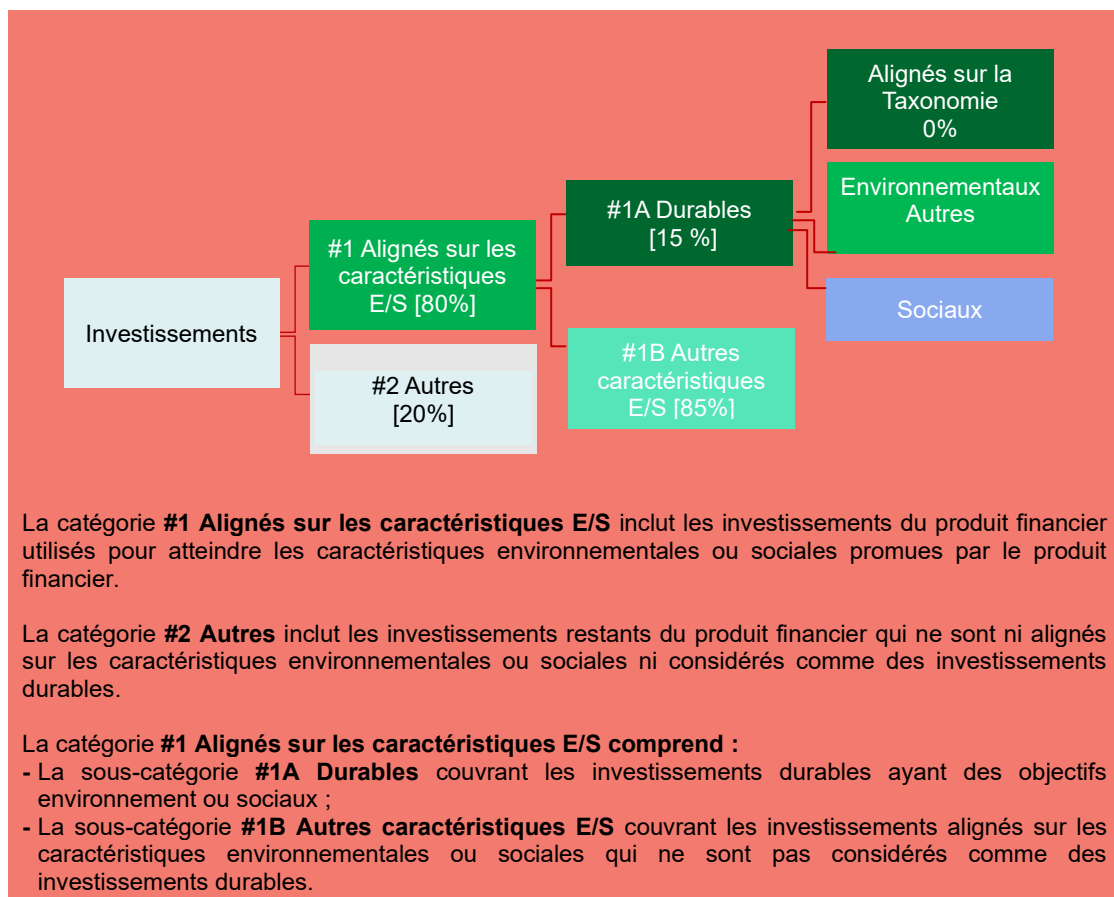 Alignés sur la
Taxonomie
0%
Environnementaux
Autres
#1A Durables
[15 %]
#1 Alignés sur les
caractéristiques
E/S [80%]
Sociaux
Investissements
#1B Autres
caractéristiques
E/S [85%]
#2 Autres
[20%]
La catégorie #1 Alignés sur les caractéristiques E/S inclut les investissements du produit financier
utilisés pour atteindre les caractéristiques environnementales ou sociales promues par le produit
financier.
La catégorie #2 Autres inclut les investissements restants du produit financier qui ne sont ni alignés
sur les caractéristiques environnementales ou sociales ni considérés comme des investissements
durables.
La catégorie #1 Alignés sur les caractéristiques E/S comprend :
- La sous-catégorie #1A Durables couvrant les investissements durables ayant des objectifs
environnement ou sociaux ;
- La sous-catégorie #1B Autres caractéristiques E/S couvrant les investissements alignés sur les
caractéristiques environnementales ou sociales qui ne sont pas considérés comme des
investissements durables.